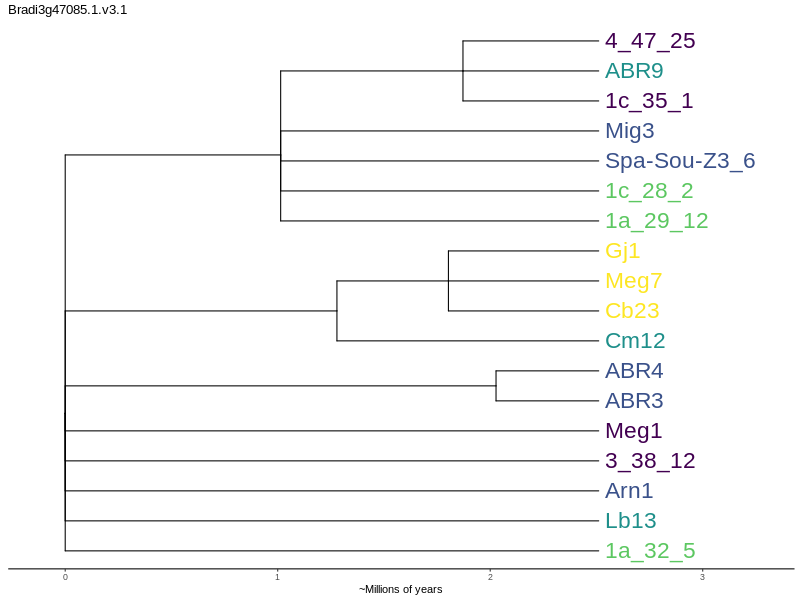 Bradi3g47085.1.v3.1
4_47_25
ABR9
1c_35_1
Mig3
Spa-Sou-Z3_6
1c_28_2
1a_29_12
Gj1
Meg7
Cb23
Cm12
ABR4
ABR3
Meg1
3_38_12
Arn1
Lb13
1a_32_5
0 1 2 3
~Millions of years